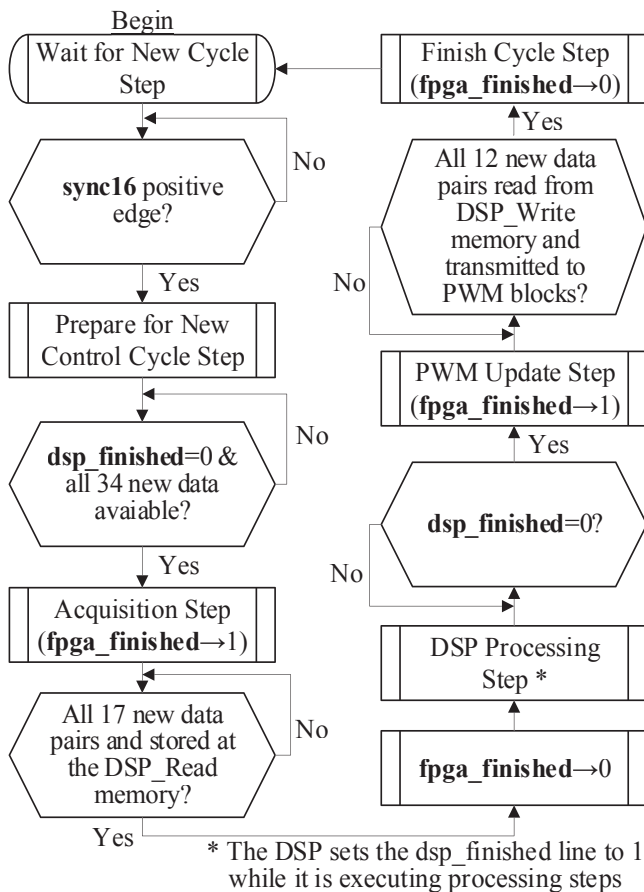 Begin
Wait for New Cycle
Step
No
sync16 positive
edge?
Yes
Prepare for New
Control Cycle Step
No
dsp_finished=0 &
all 34 new data
avaiable?
Yes
Acquisition Step
(fpga_finished→1)
No
All 17 new data
pairs and stored at
the DSP_Read
memory?
Yes
fpga_finished→0
DSP Processing
Step *
No
dsp_finished=0?
Yes
PWM Update Step
(fpga_finished→1)
No
All 12 new data
pairs read from
DSP_Write
memory and
transmitted to
PWM blocks?
Yes
Finish Cycle Step
(fpga_finished→0)
* The DSP sets the dsp_finished line to 1
while it is executing processing steps